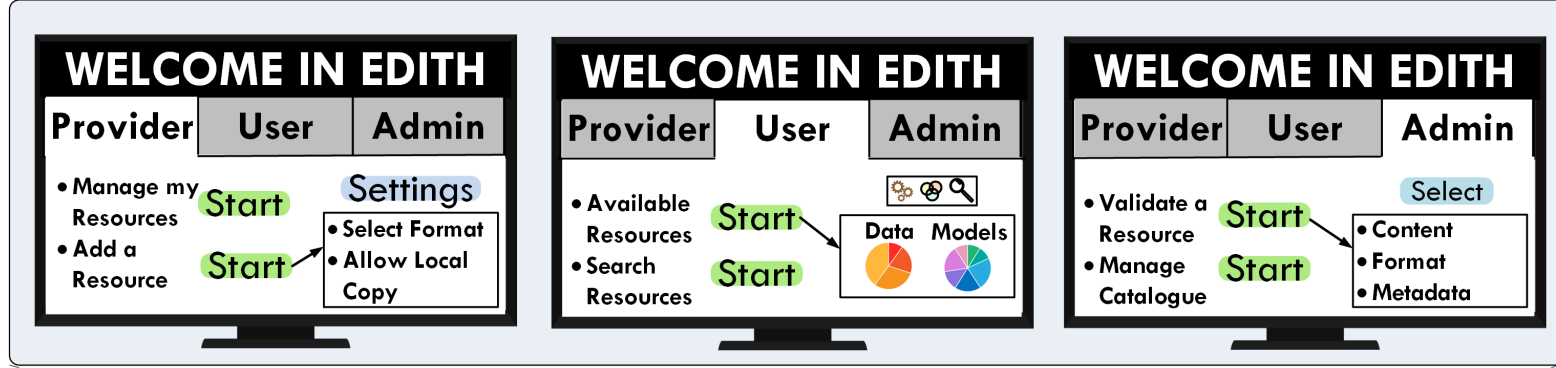 WELCOME IN EDITH
Provider User Admin
• Manage my
Resources
Start
• Add a
Resource
Start
Settings
• Select Format
• Allow Local
Copy
WELCOME IN EDITH
Provider User Admin
• Available
Resources
Start
• Search
Resources
Start
Data Models
WELCOME IN EDITH
Provider User Admin
• Validate a
Resource
Start
• Manage
Catalogue
Start
Select
• Content
• Format
• Metadata